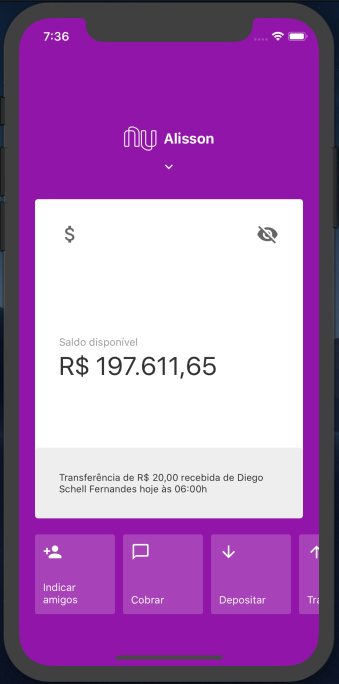 7:36
nu Alisson
$
Saldo disponível
R$ 197.611,65
Transferência de R$ 20,00 recebida de Diego
Schell Fernandes hoje às 06:00h
Indicar
amigos
Cobrar
Depositar
Tra